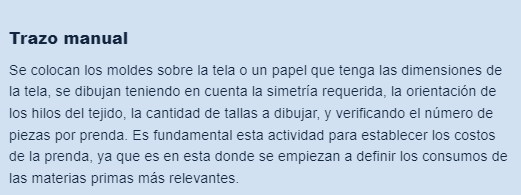 Trazo manual
Se colocan los moldes sobre la tela o un papel que tenga las dimensiones de
la tela, se dibujan teniendo en cuenta la simetría requerida, la orientación de
los hilos del tejido, la cantidad de tallas a dibujar, y verificando el número de
piezas por prenda. Es fundamental esta actividad para establecer los costos
de la prenda, ya que es en esta donde se empiezan a definir los consumos de
las materias primas más relevantes.